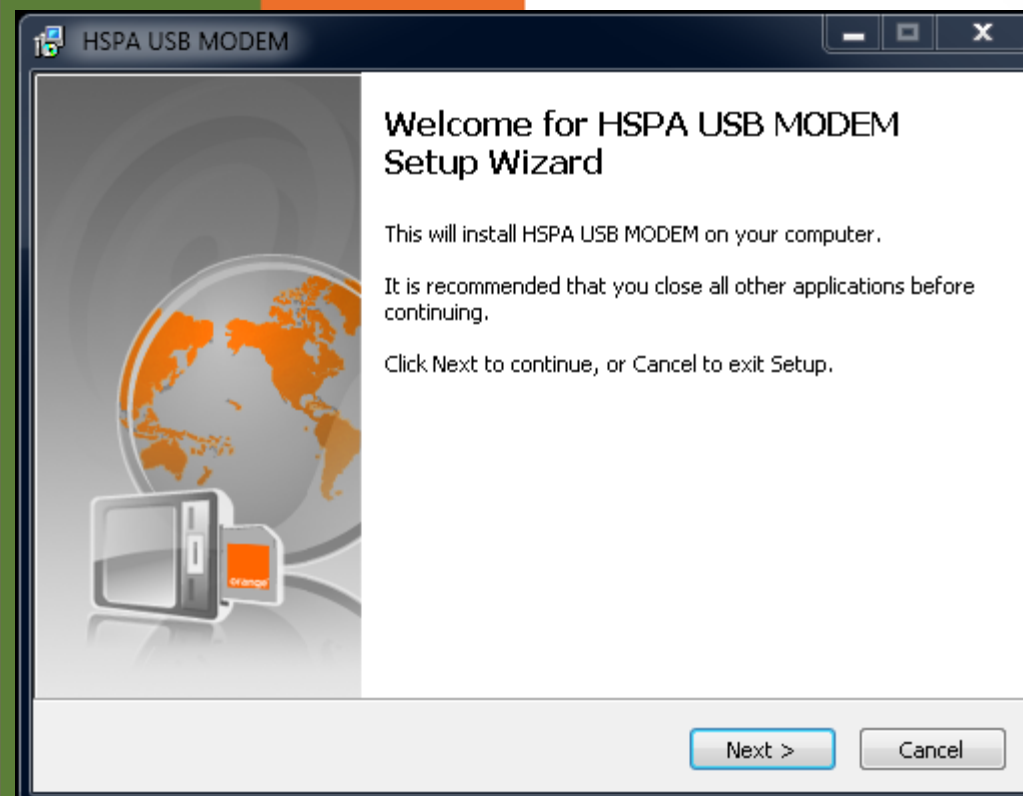 HSPA USB MODEM
Welcome for HSPA USB MODEM
Setup Wizard
This will install HSPA USB MODEM on your computer.
It is recommended that you close all other applications before
continuing.
Click Next to continue, or Cancel to exit Setup.
orange
Next >
Cancel